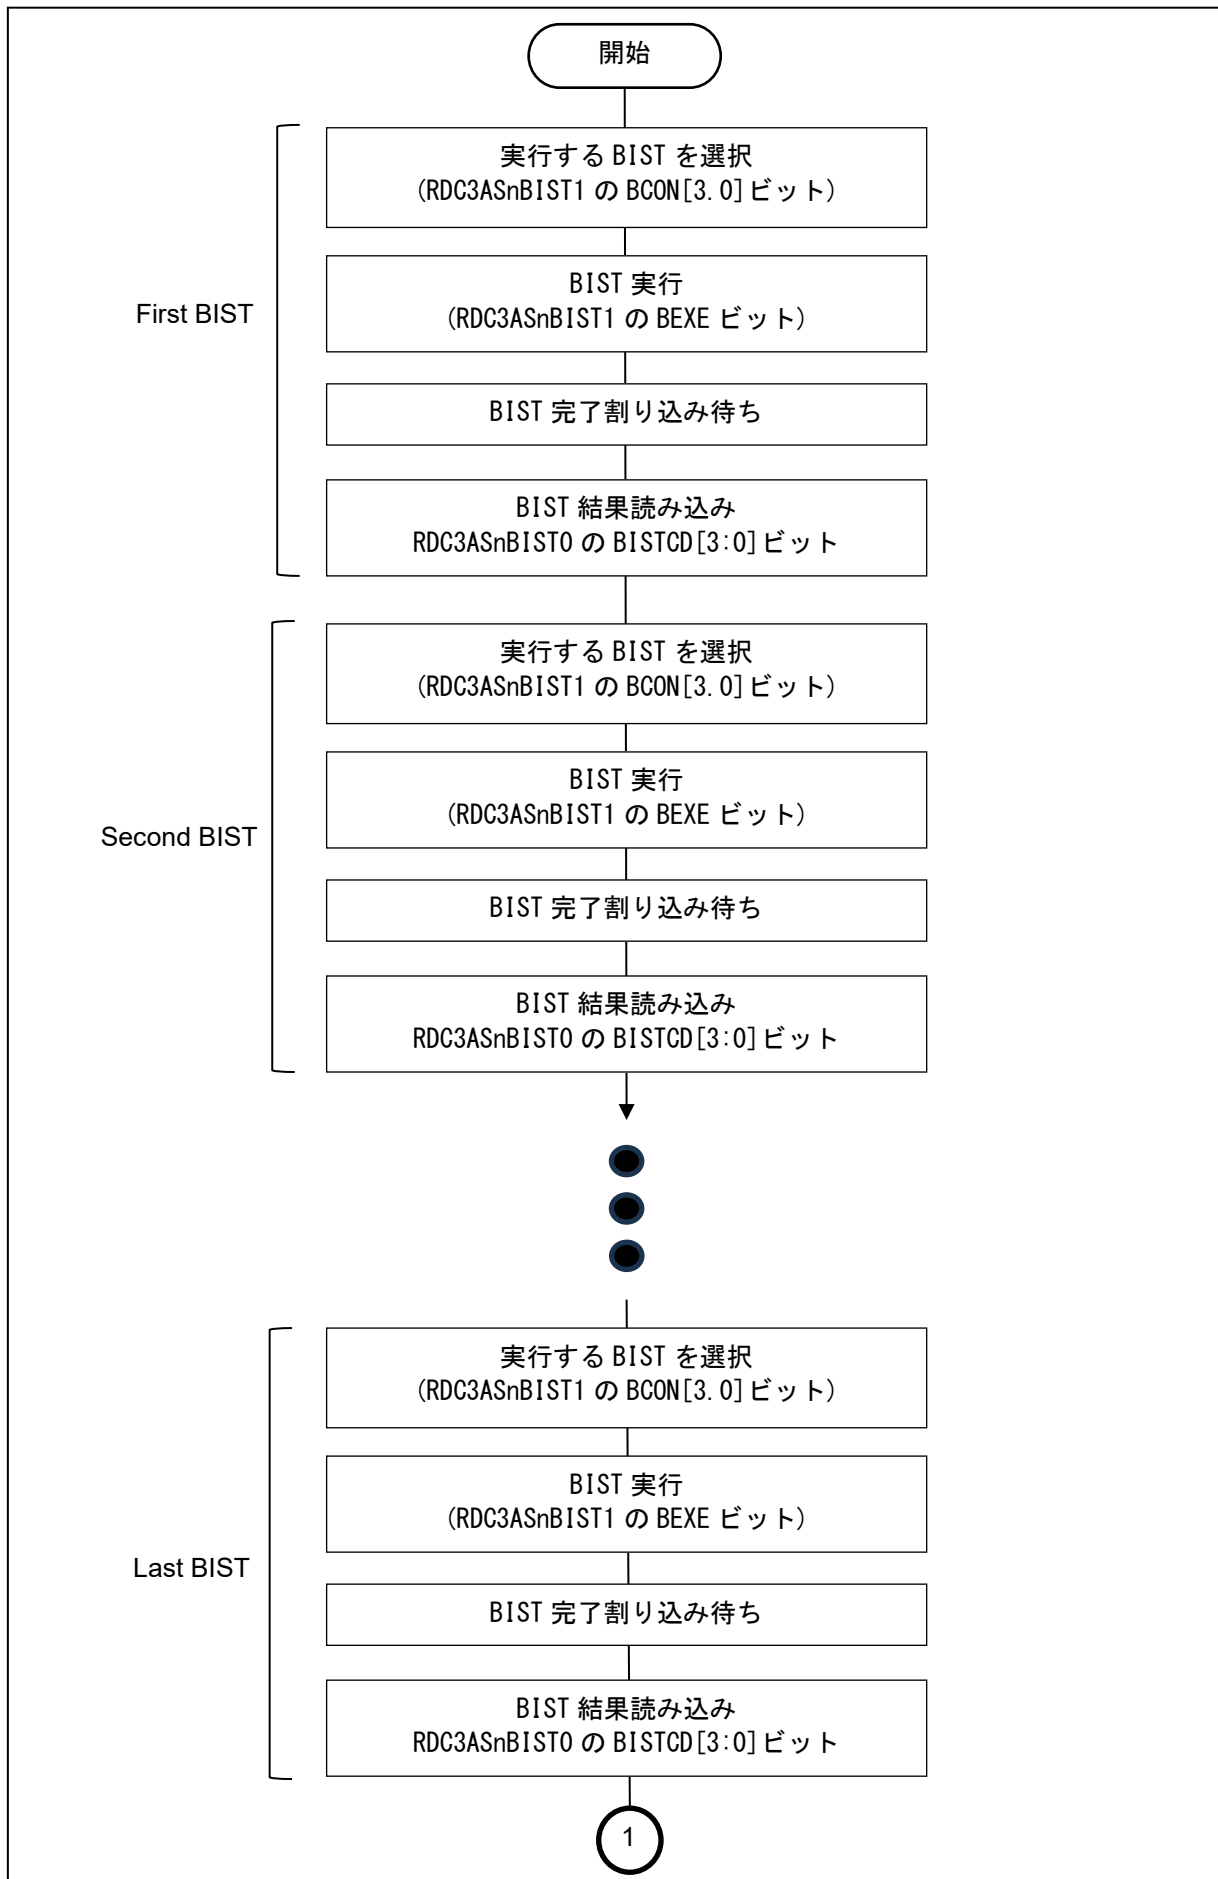 開始
実行する BIST を選択
(RDC3ASnBIST1 の BCON[3.0]ビット)
BIST 実行
(RDC3ASnBIST1 の BEXE ビット)
First BIST
BIST 完了割り込み待ち
BIST 結果読み込み
RDC3ASnBIST0 の BISTCD[3:0]ビット
実行する BIST を選択
(RDC3ASnBIST1 の BCON[3.0]ビット)
BIST 実行
(RDC3ASnBIST1 の BEXE ビット)
Second BIST
BIST 完了割り込み待ち
BIST 結果読み込み
RDC3ASnBIST0 の BISTCD[3:0]ビット
実行する BIST を選択
(RDC3ASnBIST1 の BCON[3.0]ビット)
BIST 実行
(RDC3ASnBIST1 の BEXE ビット)
Last BIST
BIST 完了割り込み待ち
BIST 結果読み込み
RDC3ASnBIST0 の BISTCD[3:0]ビット
1